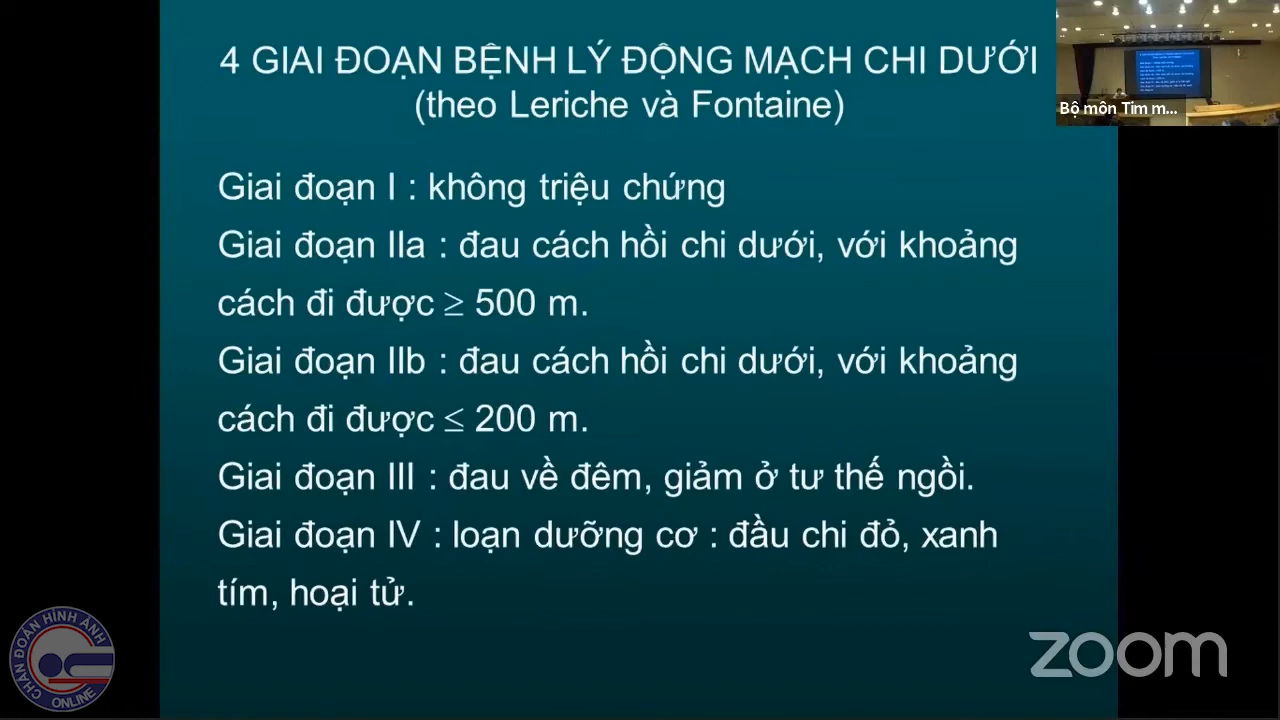 4 GIAI ĐOẠN BỆNH LÝ ĐỘNG MẠCH CHI DƯỚI
(theo Leriche và Fontaine)
Bộ môn Tim m...
Giai đoạn I : không triệu chứng
Giai đoạn IIa : đau cách hồi chi dưới, với khoảng
cách đi được ≥ 500 m.
Giai đoạn IIb : đau cách hồi chi dưới, với khoảng
cách đi được ≤ 200 m.
Giai đoạn III : đau về đêm, giảm ở tư thế ngồi.
Giai đoạn IV : loạn dưỡng cơ : đầu chi đỏ, xanh
tím, hoại tử.
CHẨN ĐOÁN HÌNH ẢNH
ONLINE
zoom